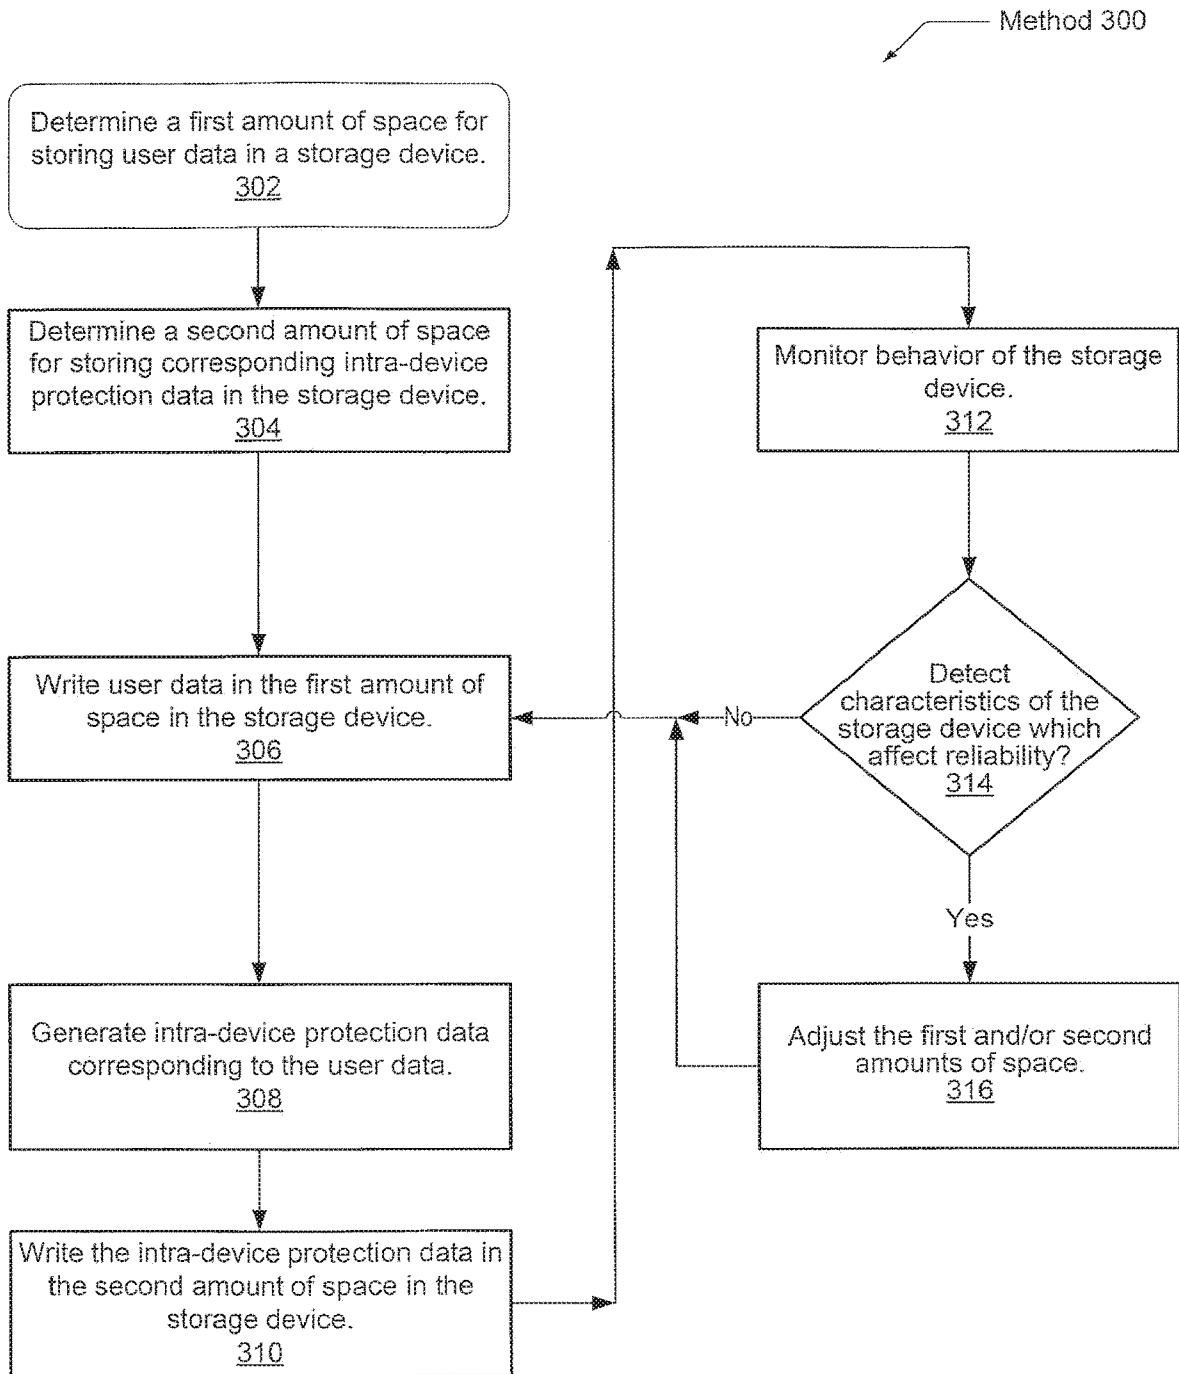 Method 300
Determine a first amount of space for
storing user data in a storage device.
302
Determine a second amount of space
for storing corresponding intra-device
protection data in the storage device.
304
Write user data in the first amount of
space in the storage device.
306
Generate intra-device protection data
corresponding to the user data.
308
Write the intra-device protection data in
the second amount of space in the
storage device.
310
Monitor behavior of the storage
device.
312
Detect
characteristics of the
storage device which
affect reliability?
314
No
Yes
Adjust the first and/or second
amounts of space.
316